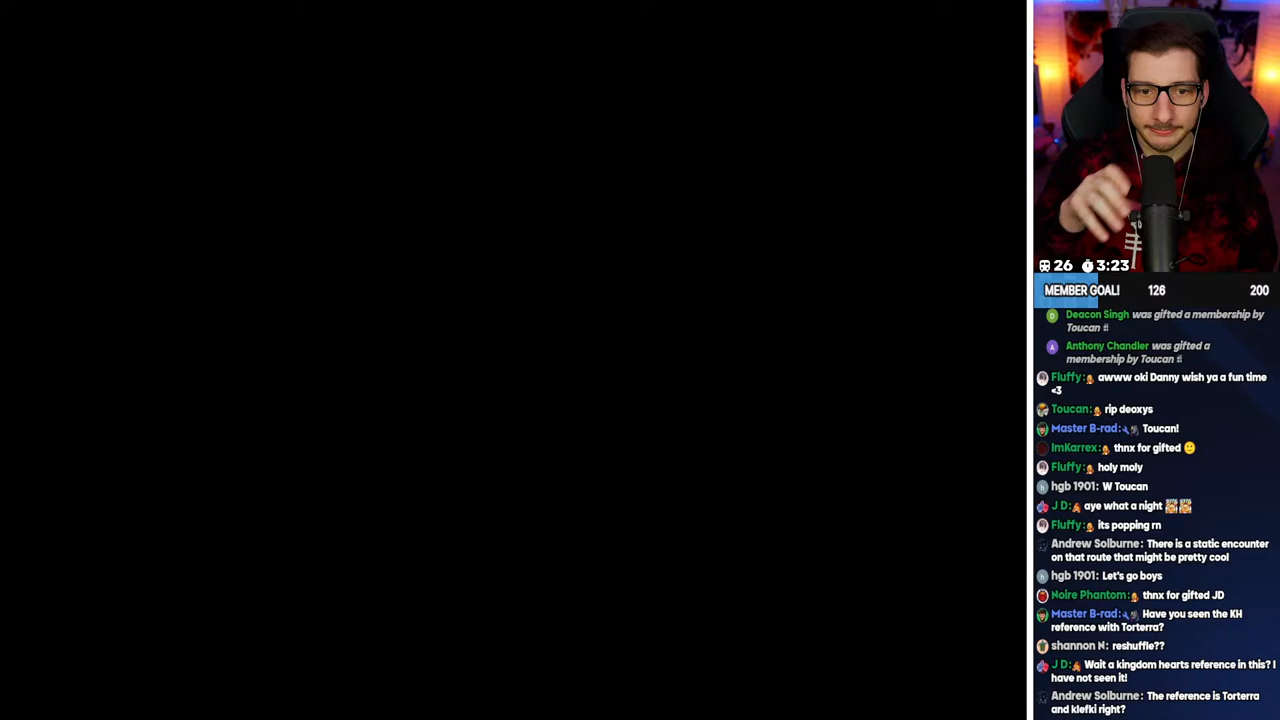 26 3:23
MEMBER GOAL! 126 200
D Deacon Singh was gifted a membership by
Toucan
A Anthony Chandler was gifted a
membership by Toucan
Fluffy: awww oki Danny wish ya a fun time
<3
Toucan: rip deoxys
Master B-rad: Toucan!
ImKarrex: thnx for gifted 🙂
Fluffy: holy moly
h hgb 1901: W Toucan
J D: aye what a night
Fluffy: its popping rn
Andrew Solburne: There is a static encounter
on that route that might be pretty cool
h hgb 1901: Let's go boys
Noire Phantom: thnx for gifted JD
Master B-rad: Have you seen the KH
reference with Torterra?
shannon N: reshuffle??
J D: Wait a kingdom hearts reference in this? I
have not seen it!
Andrew Solburne: The reference is Torterra
and klefki right?